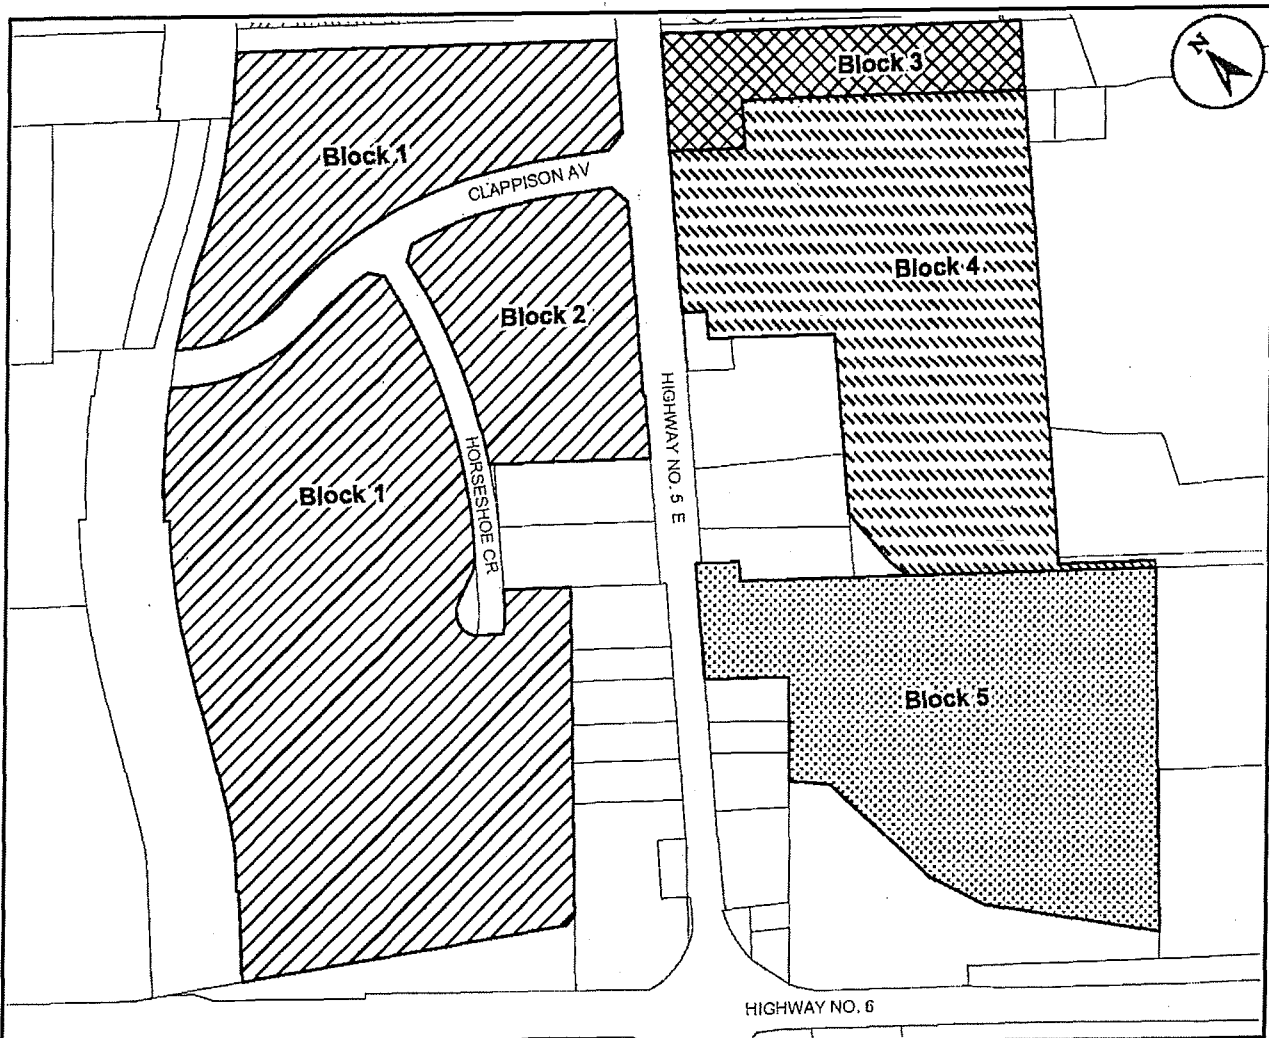 Block 3
N
Block 1
CLAPPISON AV
Block 4
Block 2
HIGHWAY NO. 5 E
HORSESHOE CR
Block 1
Block 5
HIGHWAY NO. 6